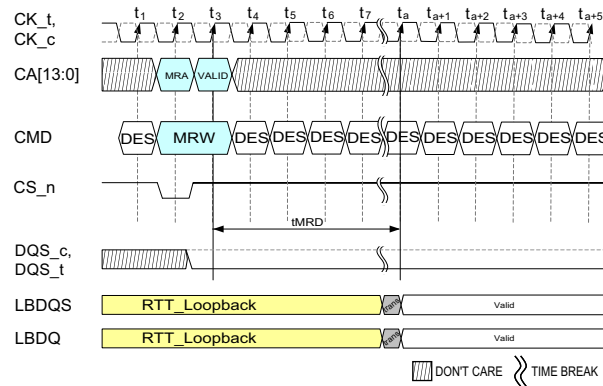 CK_t,
CK_c
t1 t2 t3 t4 t5 t6 t7 ta ta+1 ta+2 ta+3 ta+4 ta+5
CA[13:0]
MRA VALID
CMD
DES MRW DES DES DES DES DES DES DES DES DES DES
CS_n
tMRD
DQS_c,
DQS_t
LBDQS
RTT_Loopback trans Valid
LBDQ
RTT_Loopback trans Valid
DON'T CARE TIME BREAK